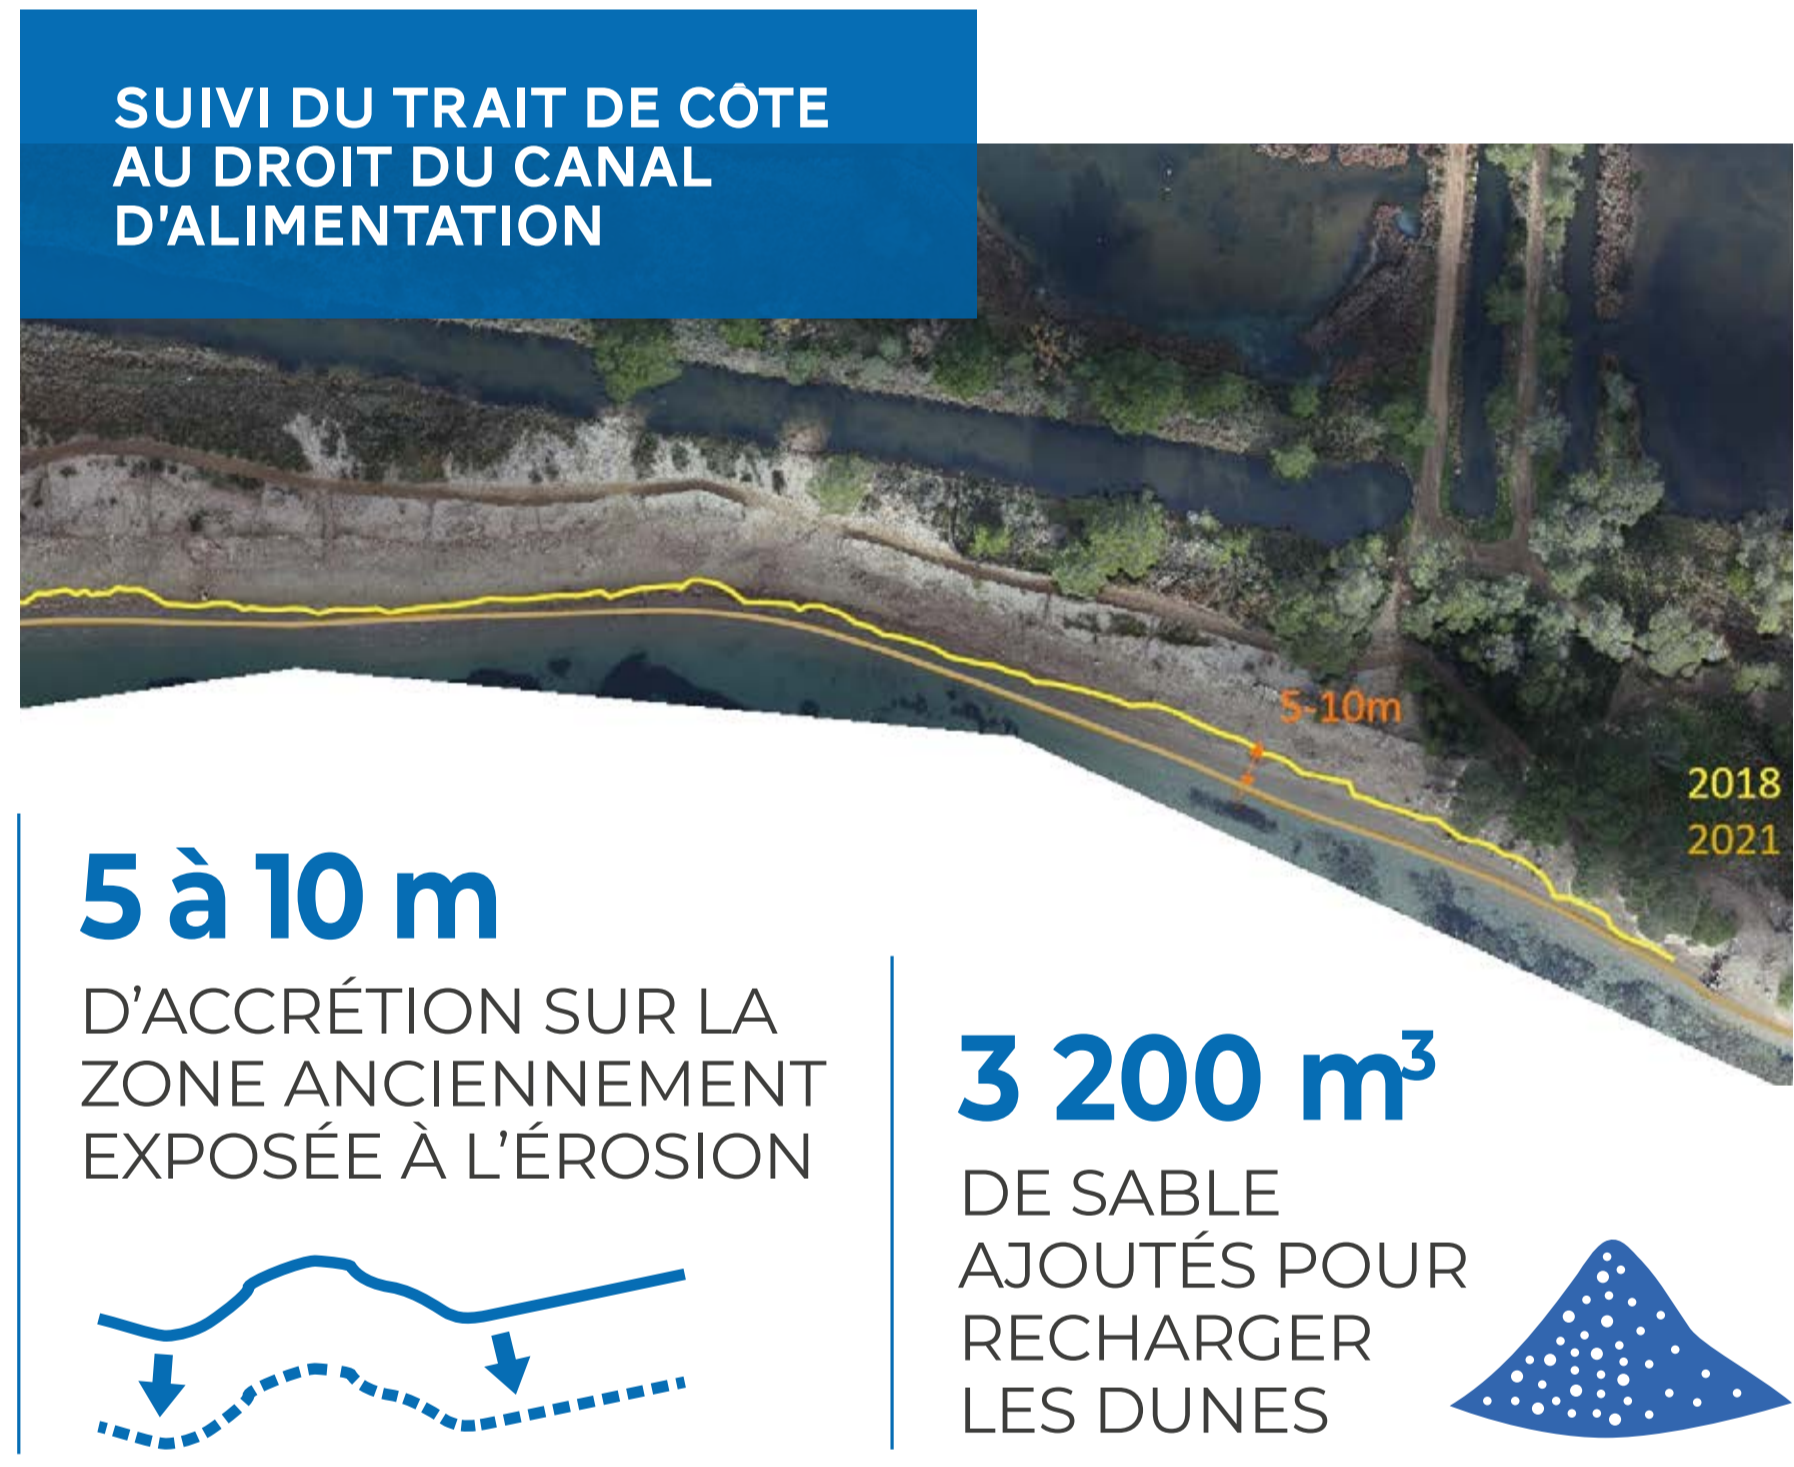 SUIVI DU TRAIT DE CÔTE
AU DROIT DU CANAL
D'ALIMENTATION
5-10m
2018
2021
5 à 10 m
D'ACCRÉTION SUR LA
ZONE ANCIENNEMENT
EXPOSÉE À L'ÉROSION
3 200 m³
DE SABLE
AJOUTÉS POUR
RECHARGER
LES DUNES